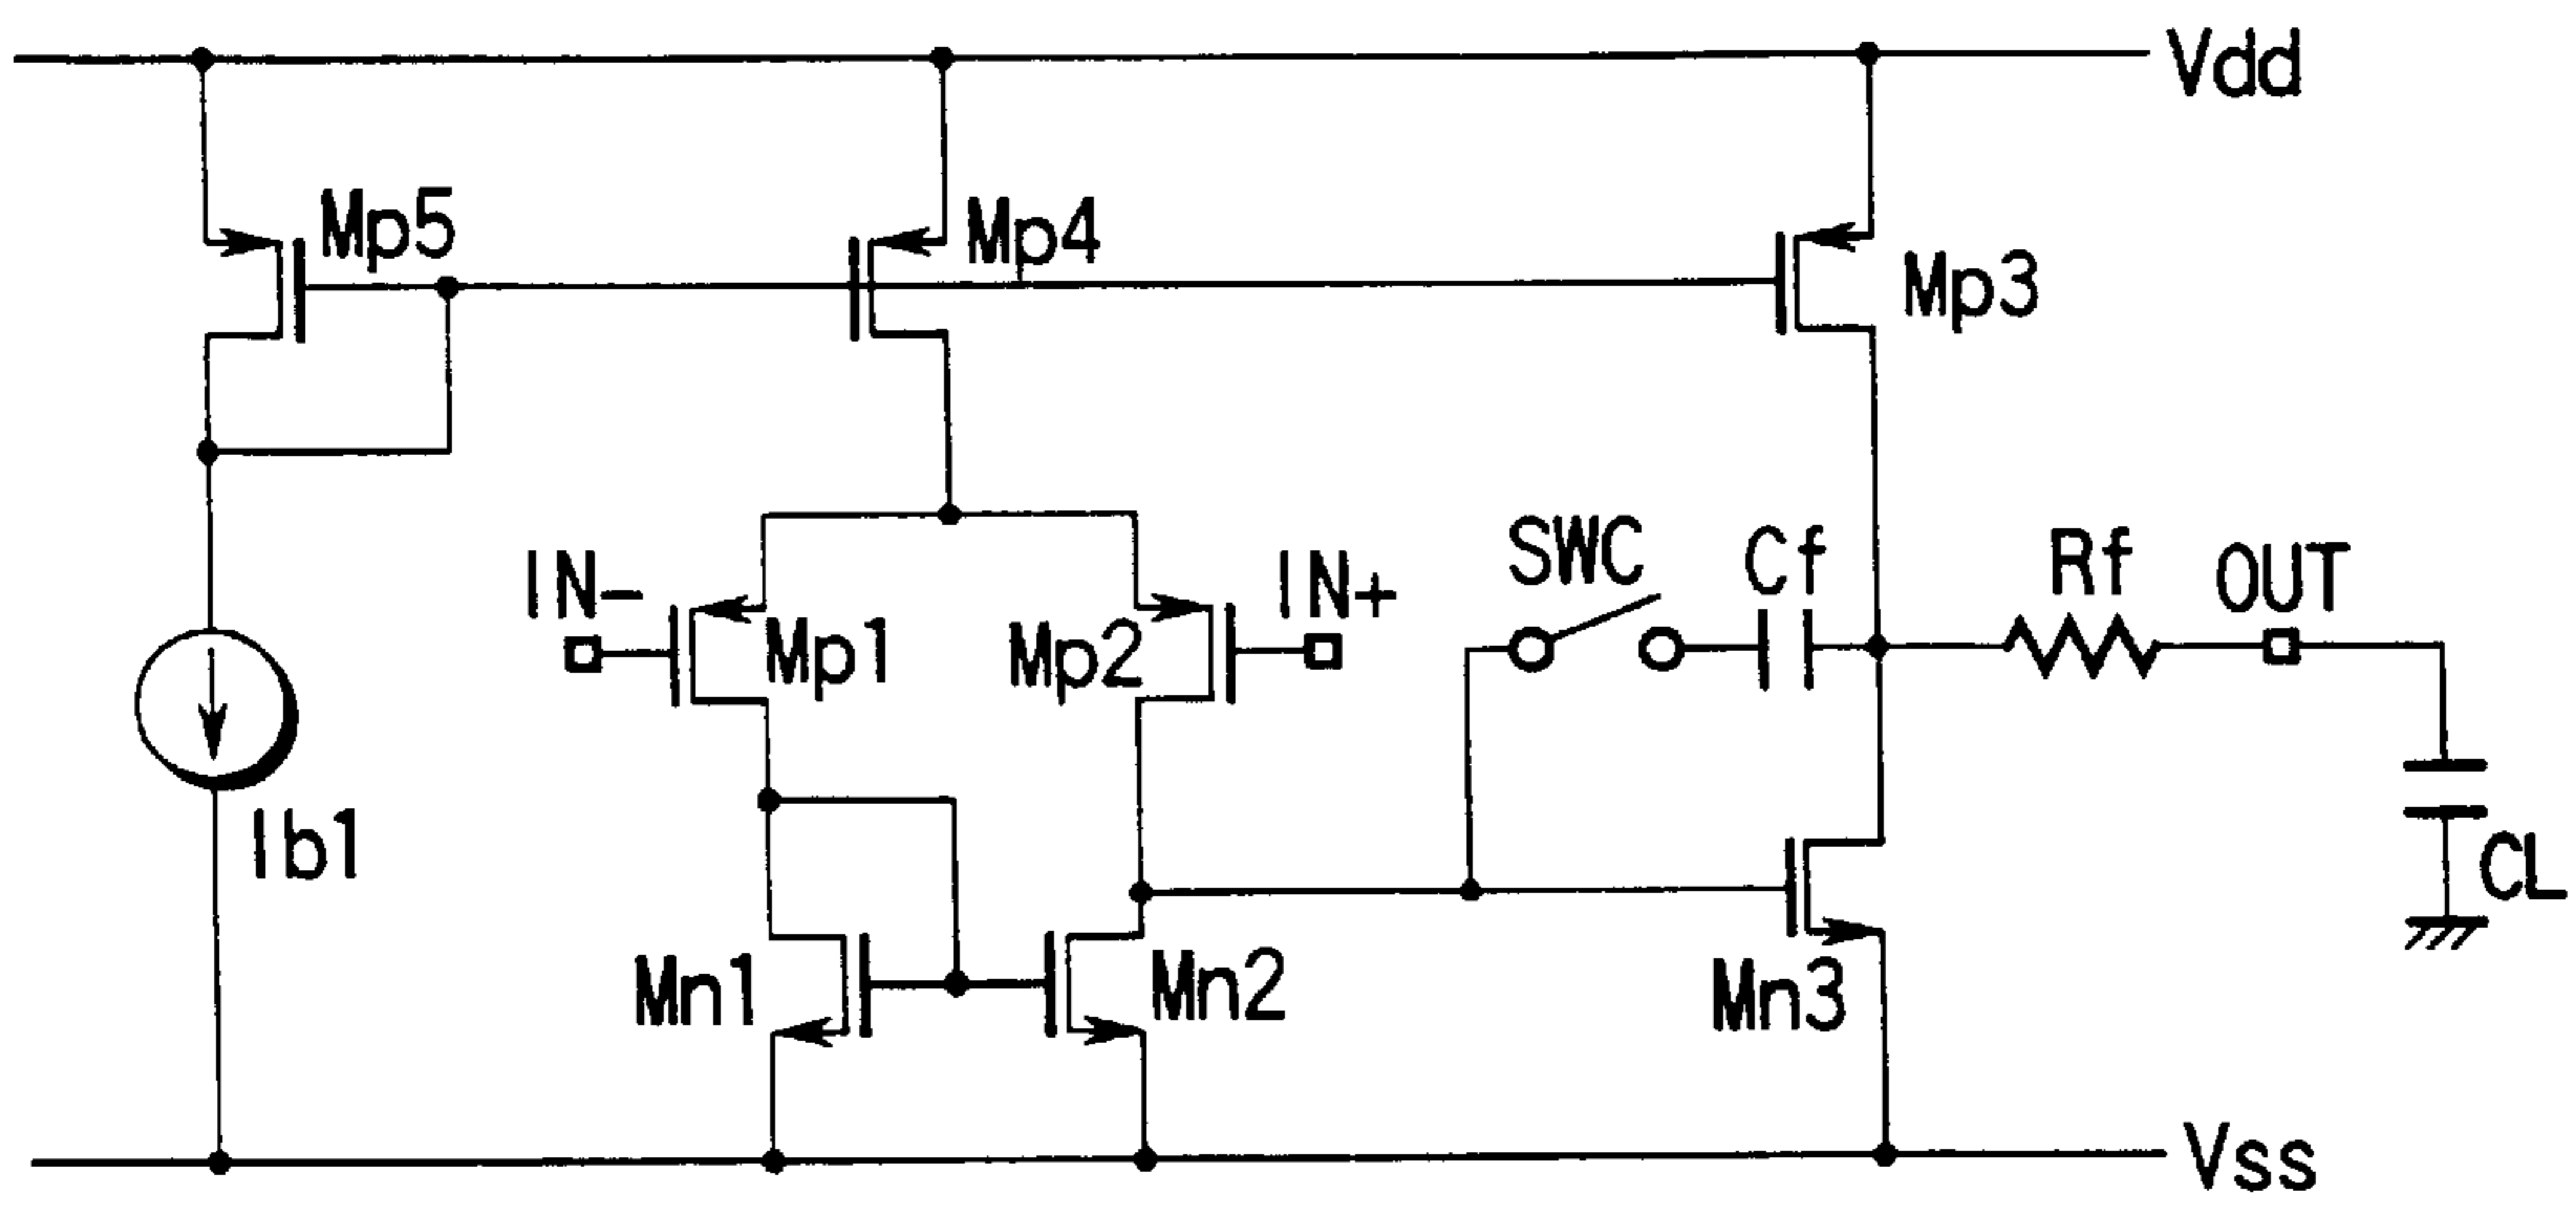 Vdd
Mp5
Mp4
Mp3
IN-
Mp1
Mp2
IN+
SWC
Cf
Rf
OUT
Ib1
CL
Mn1
Mn2
Mn3
Vss